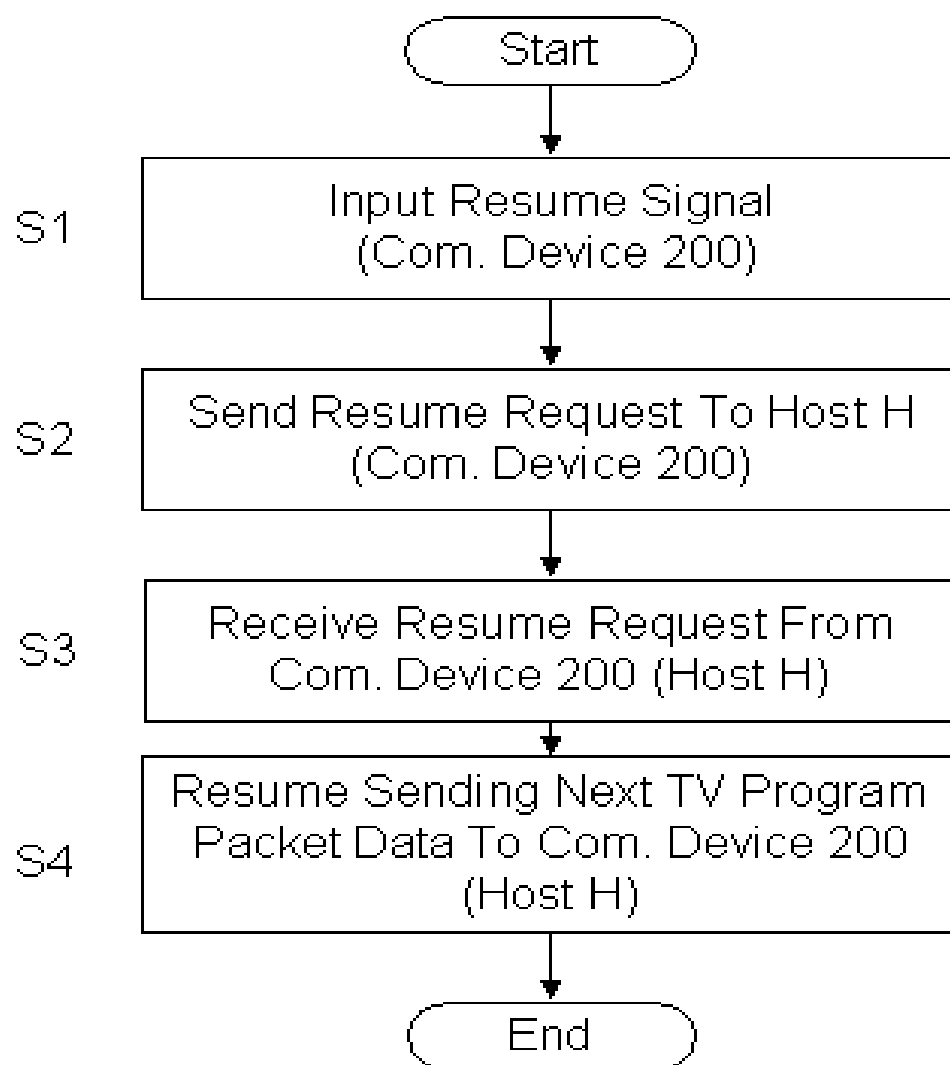 Start
S1
Input Resume Signal
(Com. Device 200)
S2
Send Resume Request To Host H
(Com. Device 200)
S3
Receive Resume Request From
Com. Device 200 (Host H)
S4
Resume Sending Next TV Program
Packet Data To Com. Device 200
(Host H)
End